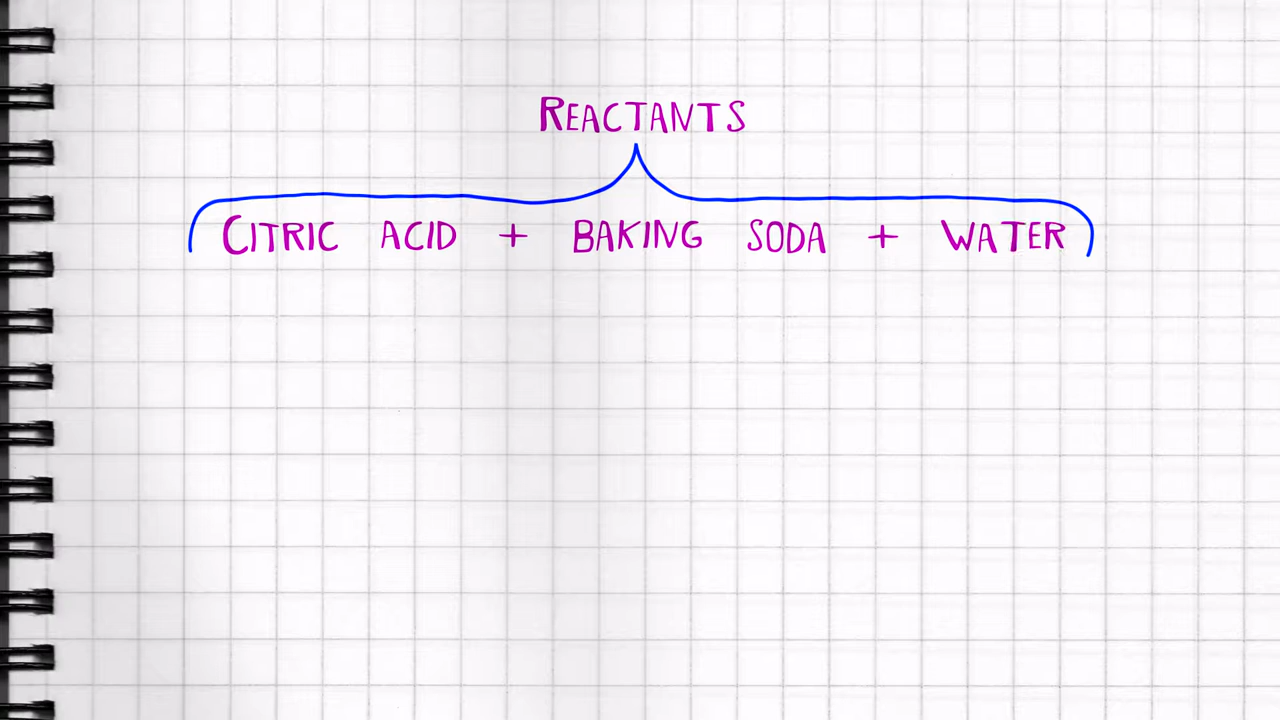 REACTANTS
CITRIC ACID + BAKING SODA + WATER